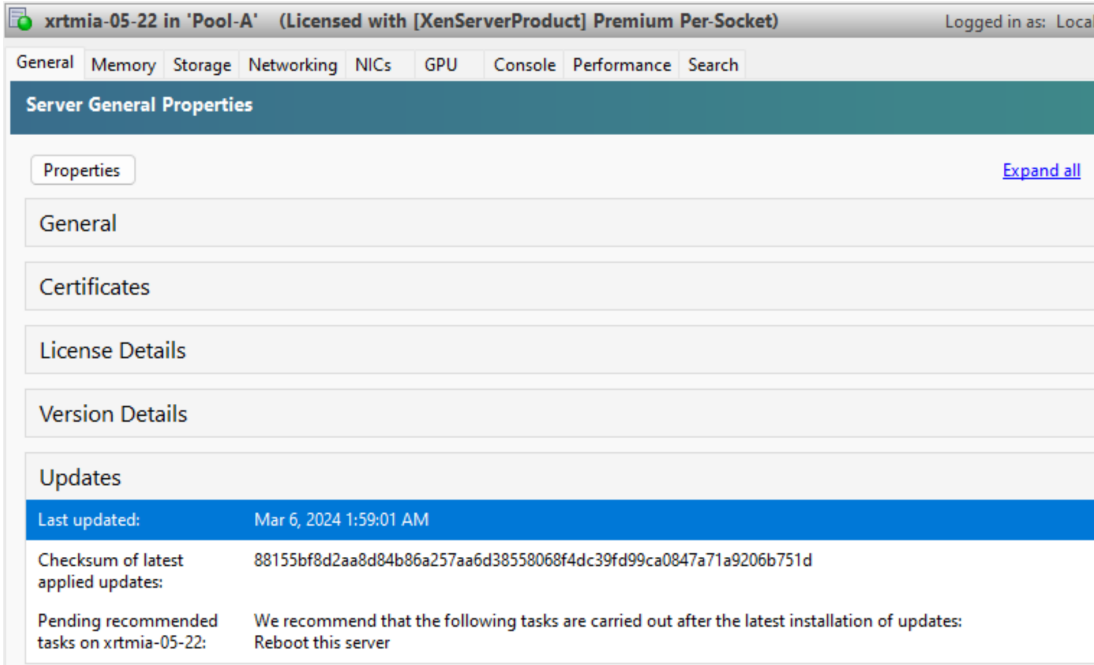 xrtmia-05-22 in 'Pool-A' (Licensed with [XenServerProduct] Premium Per-Socket) Logged in as: Local
General Memory Storage Networking NICs GPU Console Performance Search
Server General Properties
Properties Expand all
General
Certificates
License Details
Version Details
Updates
Last updated: Mar 6, 2024 1:59:01 AM
Checksum of latest 88155bf8d2aa8d84b86a257aa6d38558068f4dc39fd99ca0847a71a9206b751d
applied updates:
Pending recommended We recommend that the following tasks are carried out after the latest installation of updates:
tasks on xrtmia-05-22: Reboot this server